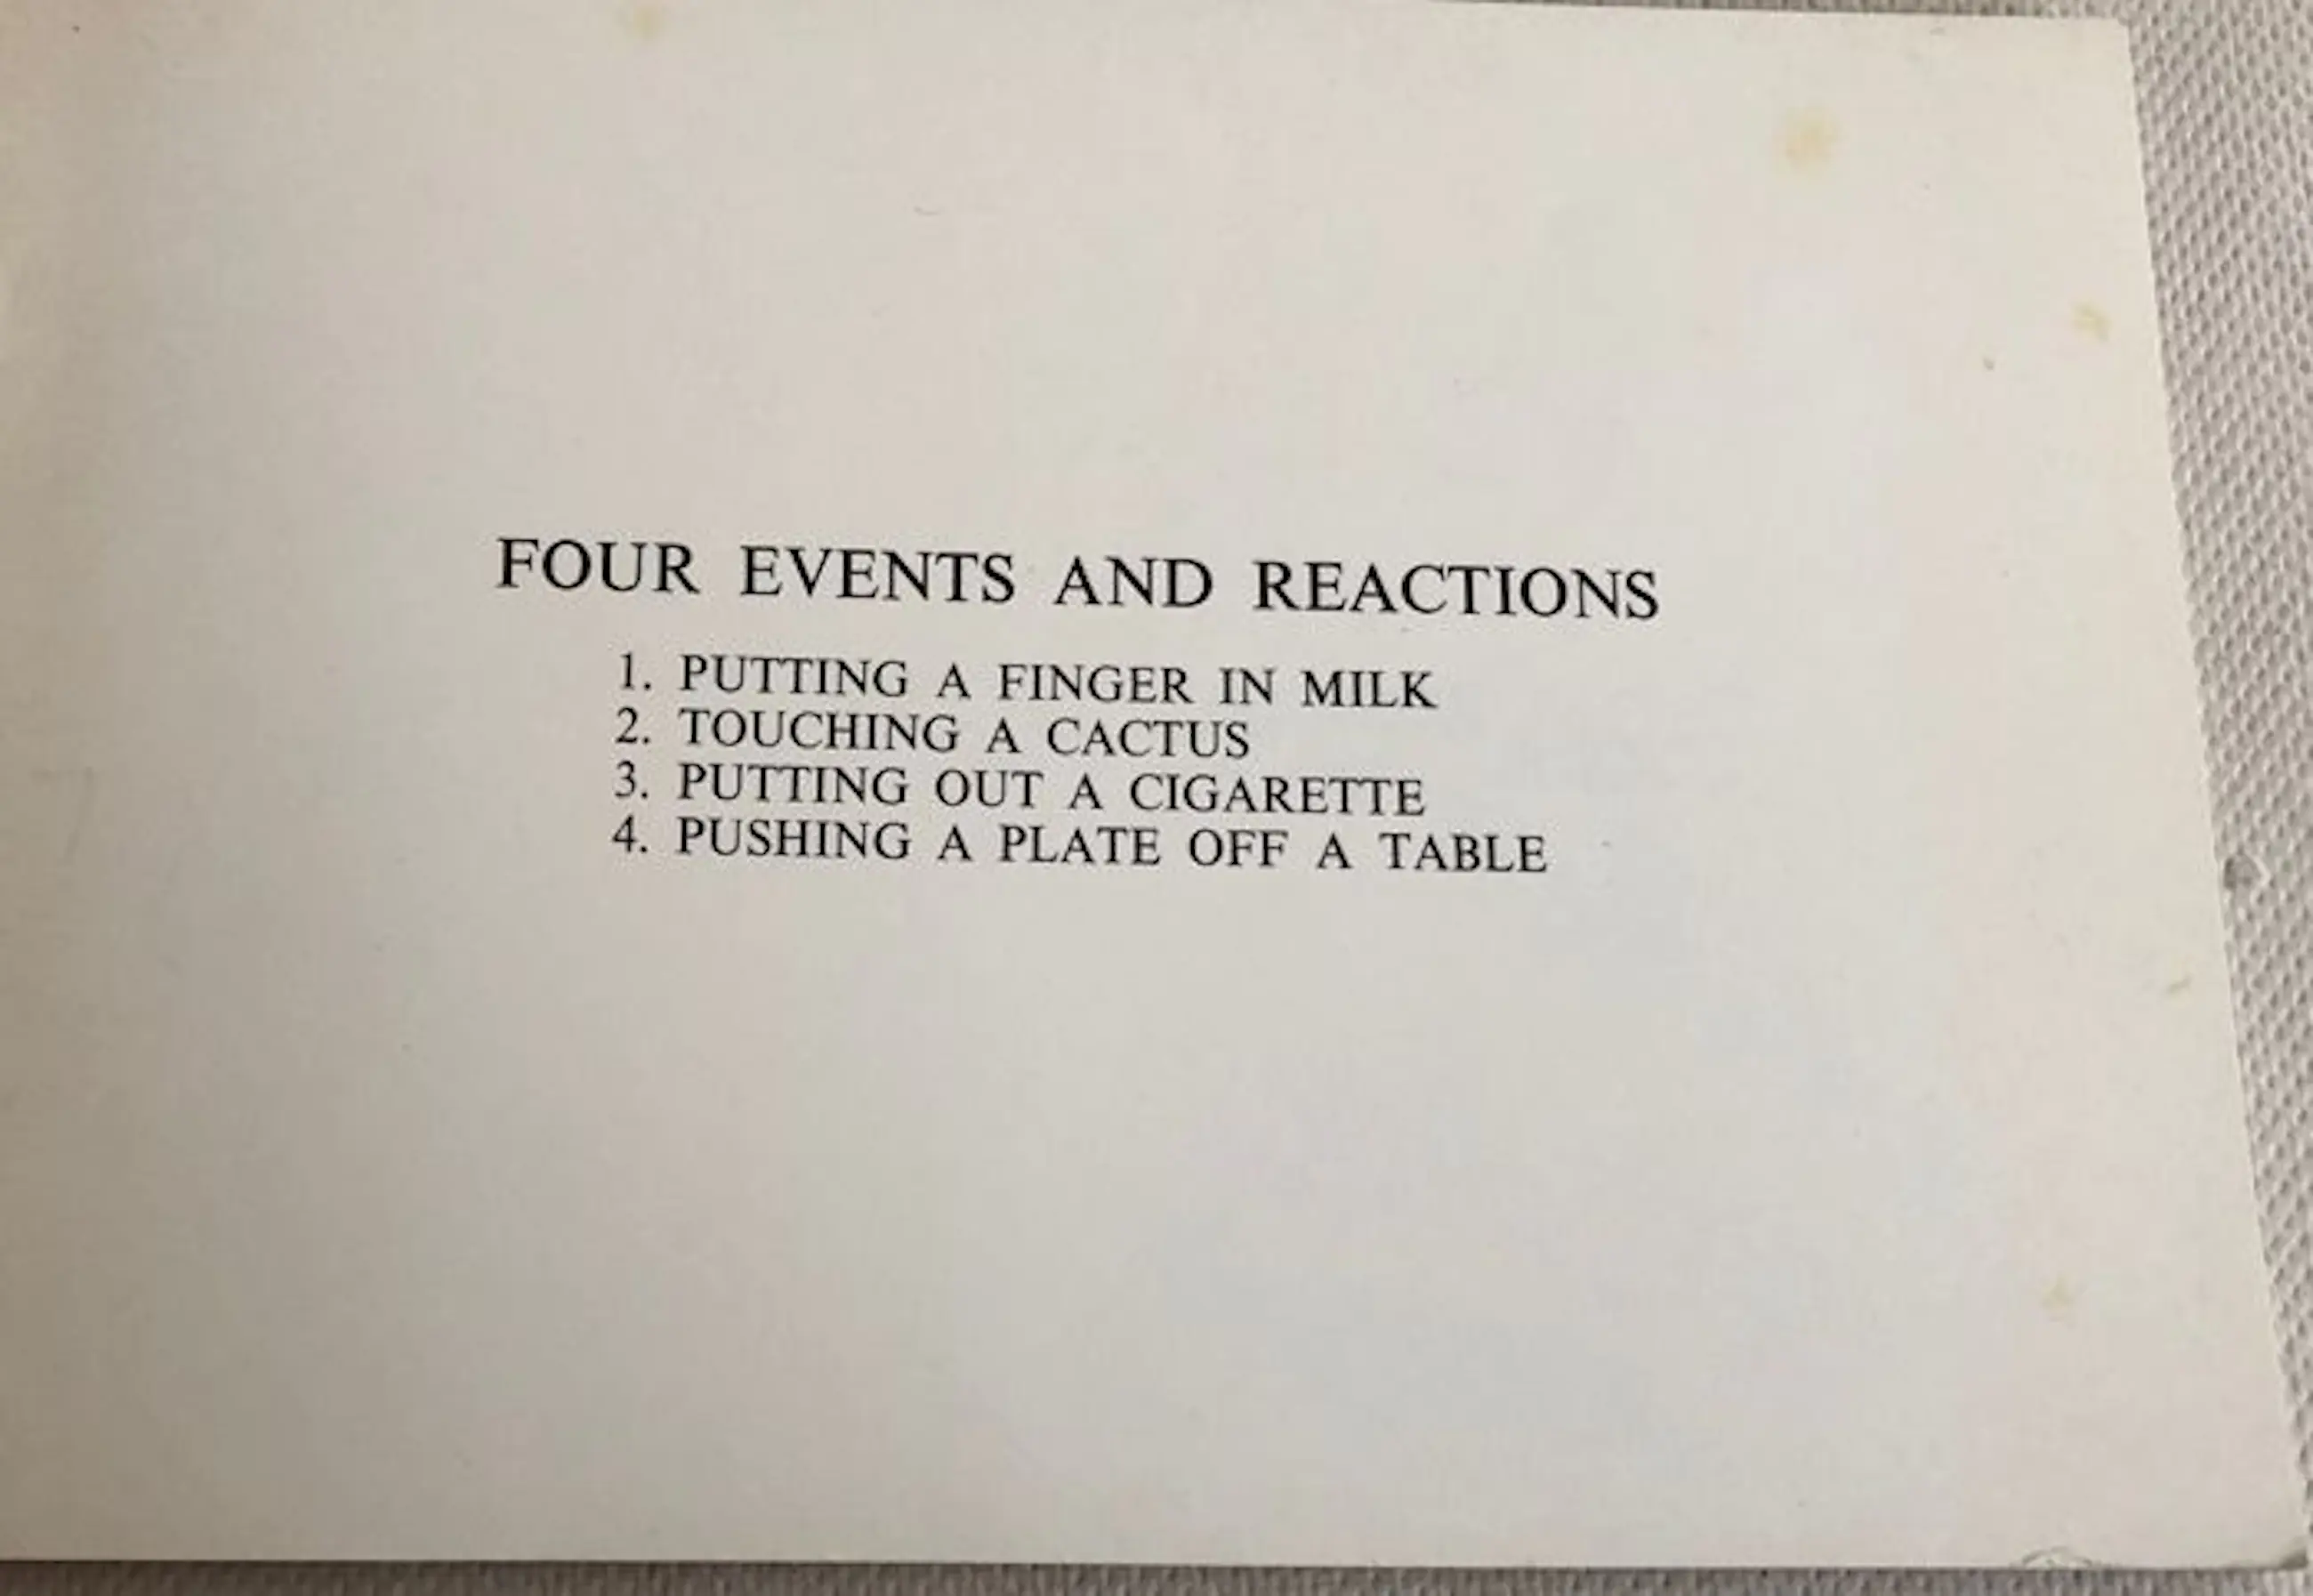 FOUR EVENTS AND REACTIONS
1. PUTTING A FINGER IN MILK
2. TOUCHING A CACTUS
3. PUTTING OUT A CIGARETTE
4. PUSHING A PLATE OFF A TABLE